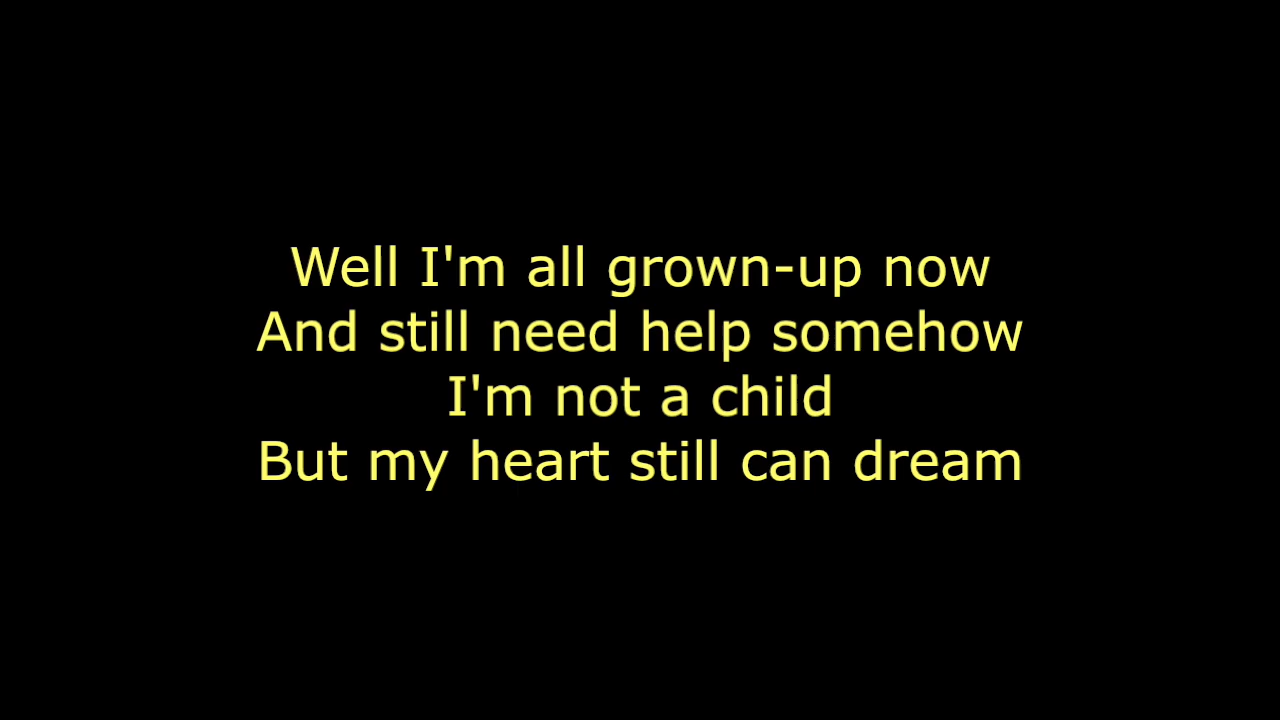 Well I'm all grown-up now
And still need help somehow
I'm not a child
But my heart still can dream